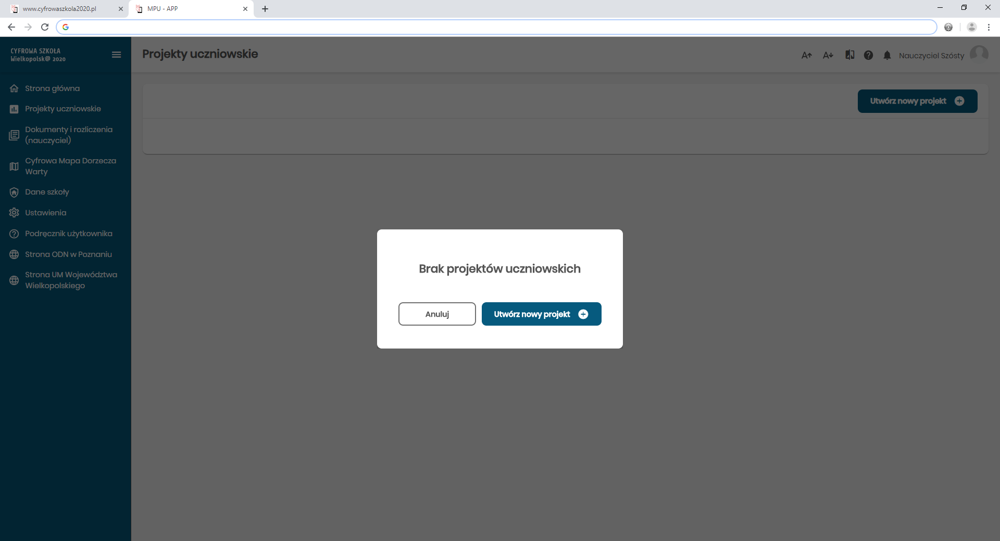 www.cyfrowaszkola2020.pl
MPU - APP
CYFROWA SZKOŁA
Wielkopolsk@ 2020
Projekty uczniowskie
Nauczyciel Szósty
Strona główna
Projekty uczniowskie
Dokumenty i rozliczenia
(nauczyciel)
Cyfrowa Mapa Dorzecza
Warty
Dane szkoły
Ustawienia
Podręcznik użytkownika
Strona ODN w Poznaniu
Strona UM Województwa
Wielkopolskiego
Utwórz nowy projekt
Brak projektów uczniowskich
Anuluj
Utwórz nowy projekt